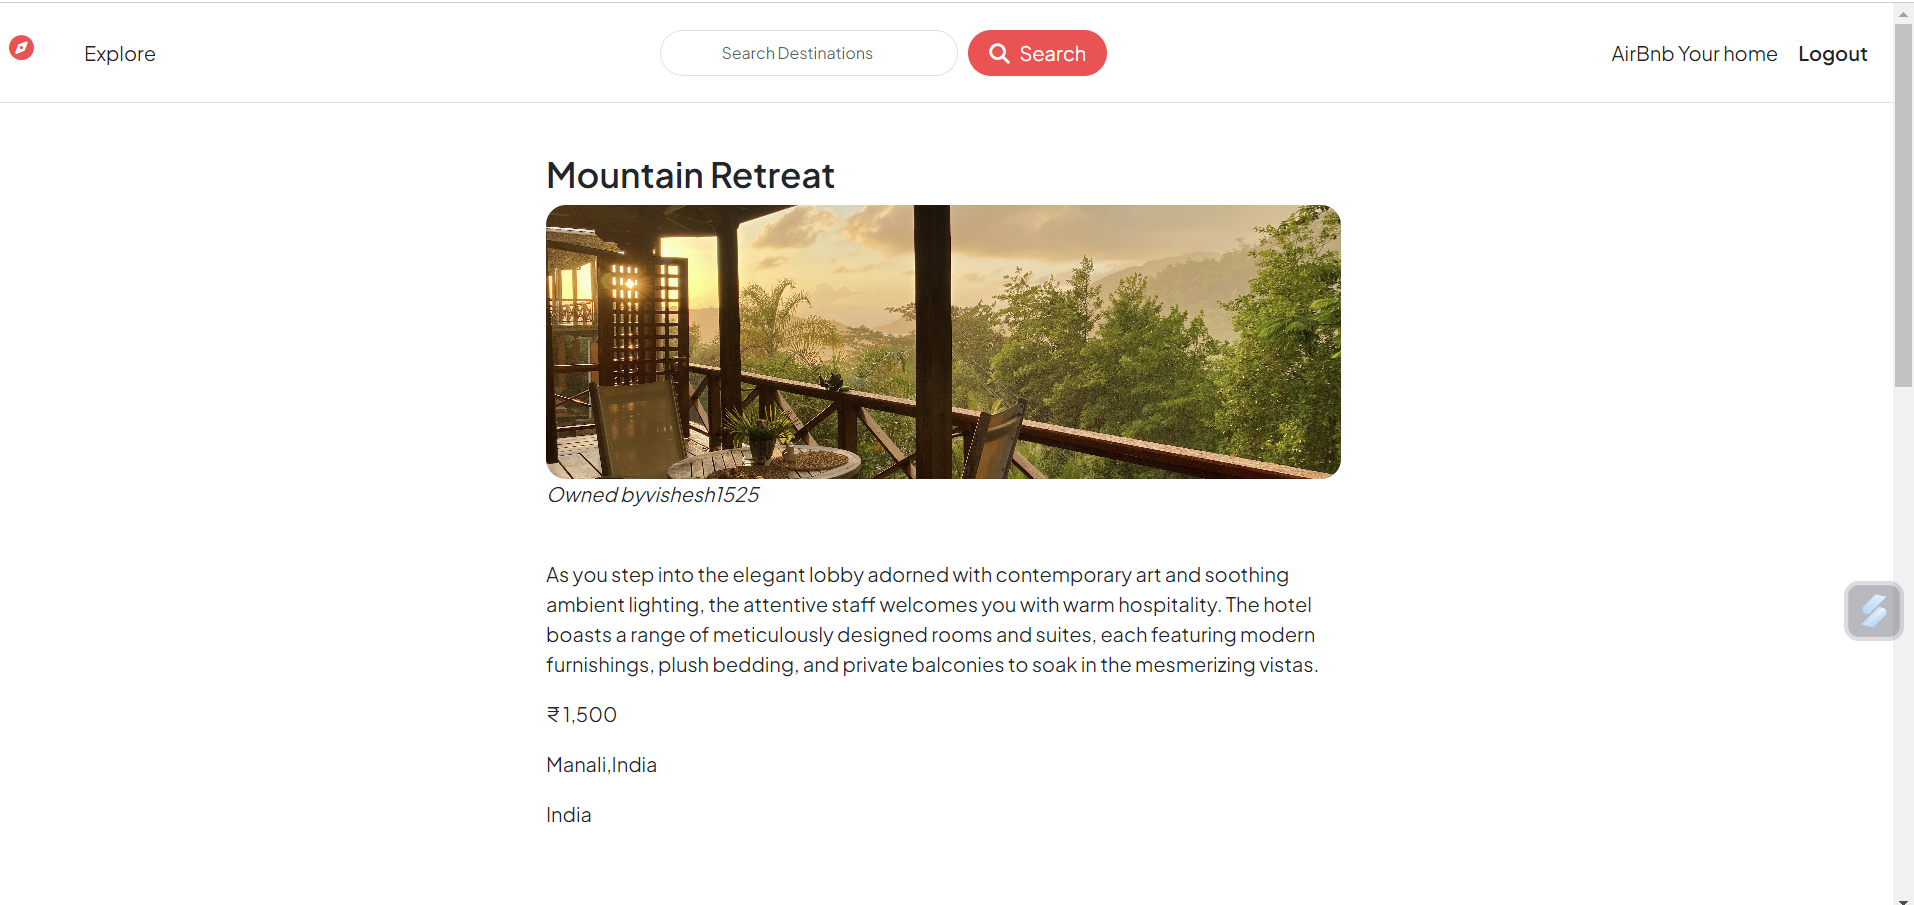 Explore
Search Destinations
Search
AirBnb Your home
Logout
Mountain Retreat
Owned byvishesh1525
As you step into the elegant lobby adorned with contemporary art and soothing
ambient lighting, the attentive staff welcomes you with warm hospitality. The hotel
boasts a range of meticulously designed rooms and suites, each featuring modern
furnishings, plush bedding, and private balconies to soak in the mesmerizing vistas.
₹ 1,500
Manali,India
India